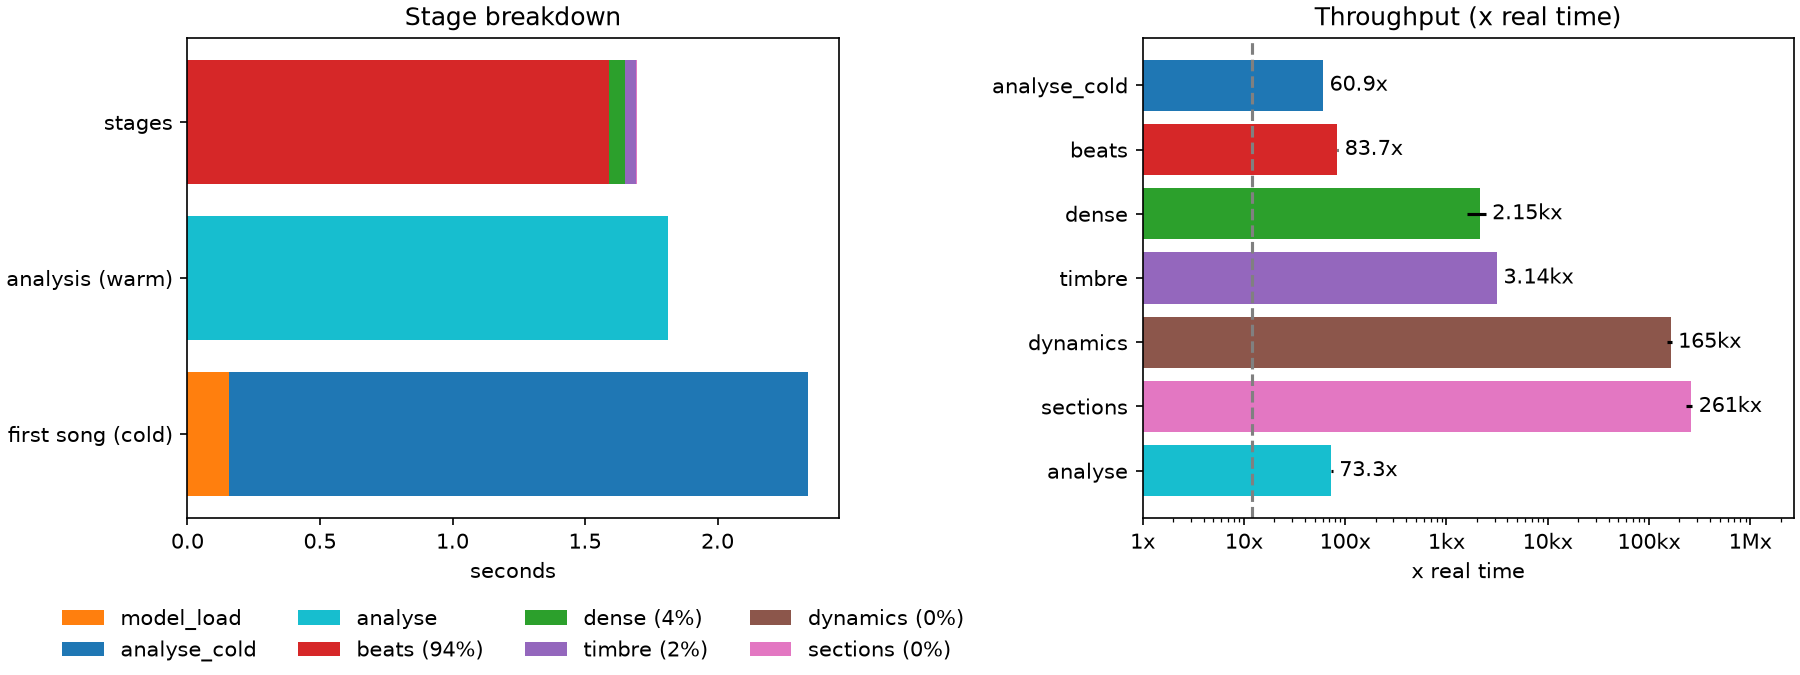 Stage breakdown
stages
analysis (warm)
first song (cold)
0.0 0.5 1.0 1.5 2.0
seconds
Throughput (x real time)
analyse_cold 60.9x
beats 83.7x
dense 2.15kx
timbre 3.14kx
dynamics 165kx
sections 261kx
analyse 73.3x
1x 10x 100x 1kx 10kx 100kx 1Mx
x real time
model_load analyse dense (4%) dynamics (0%)
analyse_cold beats (94%) timbre (2%) sections (0%)